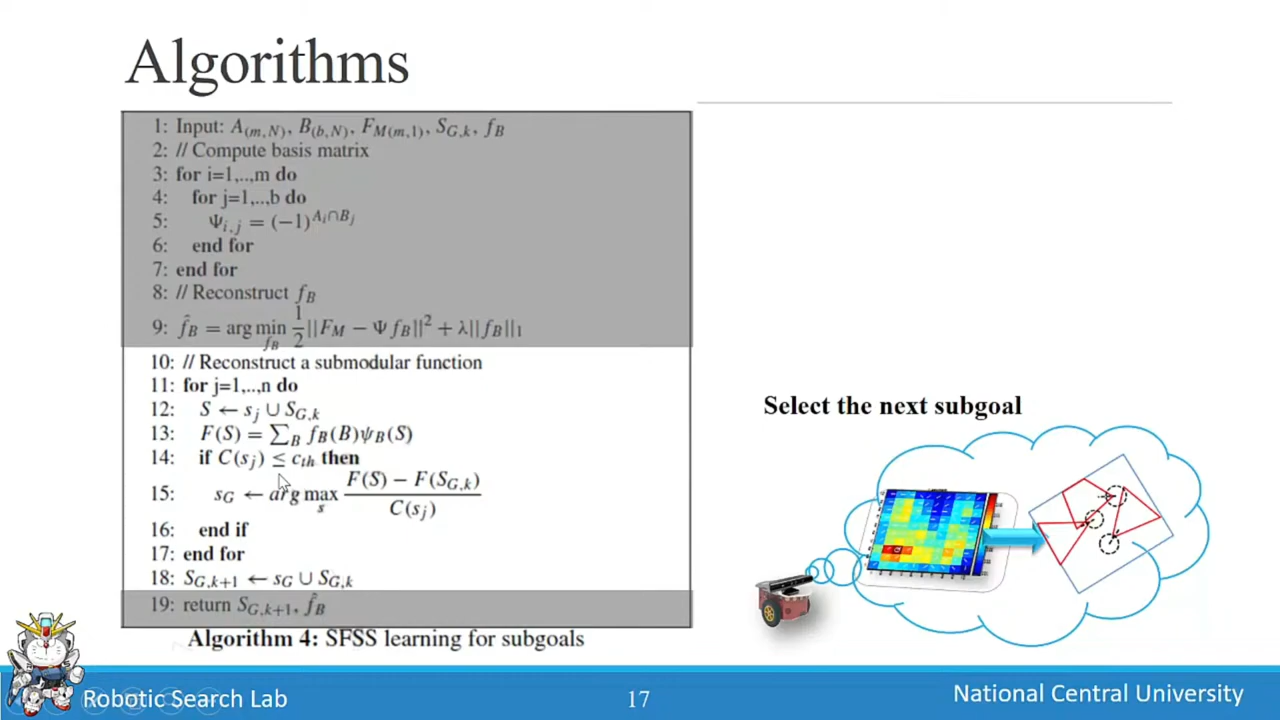 Algorithms
1: Input: A(m,N), B(b,N), FM(m,1), SG,k, fB
2: // Compute basis matrix
3: for i=1,..,m do
4: for j=1,..,b do
5: Ψi,j = (−1)^Ai∩Bj
6: end for
7: end for
8: // Reconstruct fB
9: f̂B = arg min fB 1/2 ||FM − Ψ fB||² + λ||fB||1
10: // Reconstruct a submodular function
11: for j=1,..,n do
12: S ← sj ∪ SG,k
13: F(S) = ∑B fB(B)ψB(S)
14: if C(sj) ≤ cth then
15: sG ← arg max s F(S) − F(SG,k) / C(sj)
16: end if
17: end for
18: SG,k+1 ← sG ∪ SG,k
19: return SG,k+1, f̂B
Algorithm 4: SFSS learning for subgoals
Select the next subgoal
Robotic Search Lab
17
National Central University